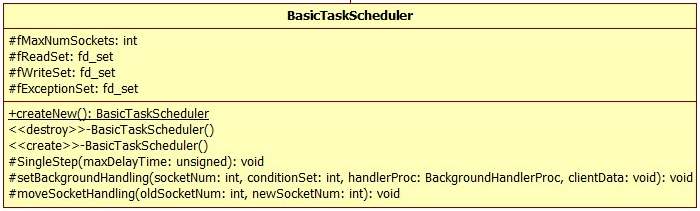 BasicTaskScheduler
#fMaxNumSockets: int
#fReadSet: fd_set
#fWriteSet: fd_set
#fExceptionSet: fd_set
+createNew(): BasicTaskScheduler
<<destroy>>-BasicTaskScheduler()
<<create>>-BasicTaskScheduler()
#SingleStep(maxDelayTime: unsigned): void
#setBackgroundHandling(socketNum: int, conditionSet: int, handlerProc: BackgroundHandlerProc, clientData: void): void
#moveSocketHandling(oldSocketNum: int, newSocketNum: int): void